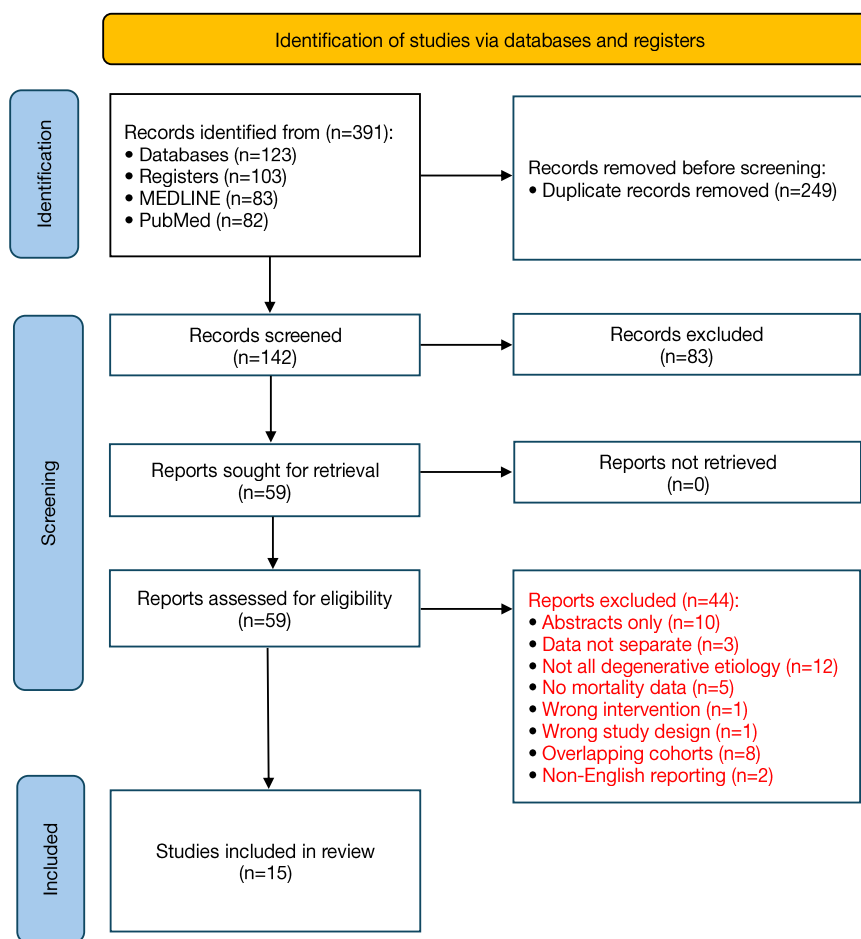 Identification of studies via databases and registers
Identification
Records identified from (n=391):
• Databases (n=123)
• Registers (n=103)
• MEDLINE (n=83)
• PubMed (n=82)
Records removed before screening:
• Duplicate records removed (n=249)
Screening
Records screened
(n=142)
Records excluded
(n=83)
Reports sought for retrieval
(n=59)
Reports not retrieved
(n=0)
Reports assessed for eligibility
(n=59)
Reports excluded (n=44):
• Abstracts only (n=10)
• Data not separate (n=3)
• Not all degenerative etiology (n=12)
• No mortality data (n=5)
• Wrong intervention (n=1)
• Wrong study design (n=1)
• Overlapping cohorts (n=8)
• Non-English reporting (n=2)
Included
Studies included in review
(n=15)